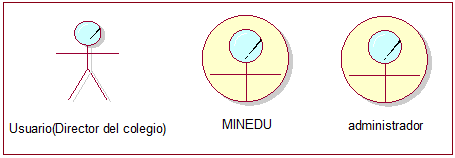 Usuario(Director del colegio)
MINEDU
administrador